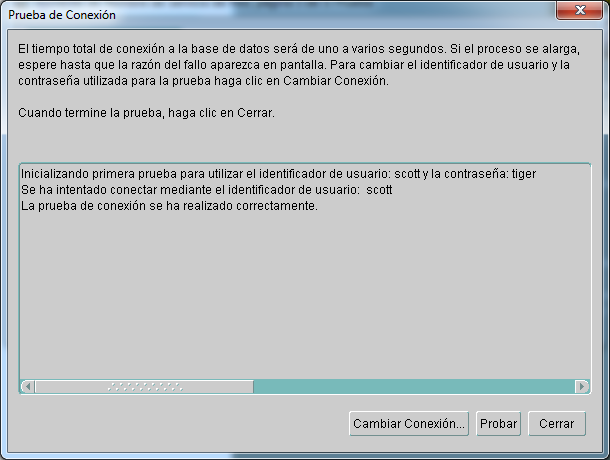 Prueba de Conexión
El tiempo total de conexión a la base de datos será de uno a varios segundos. Si el proceso se alarga,
espere hasta que la razón del fallo aparezca en pantalla. Para cambiar el identificador de usuario y la
contraseña utilizada para la prueba haga clic en Cambiar Conexión.
Cuando termine la prueba, haga clic en Cerrar.
Inicializando primera prueba para utilizar el identificador de usuario: scott y la contraseña: tiger
Se ha intentado conectar mediante el identificador de usuario:  scott
La prueba de conexión se ha realizado correctamente.
Cambiar Conexión... Probar Cerrar